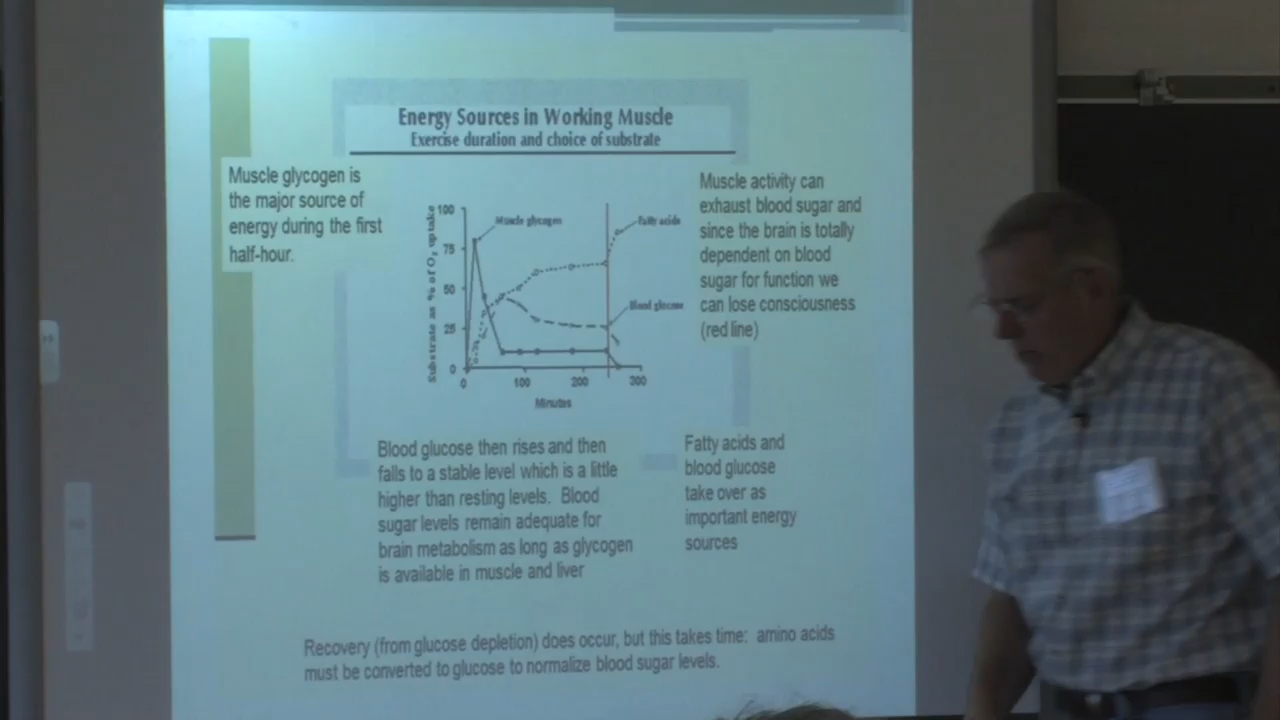 Energy Sources in Working Muscle
Exercise duration and choice of substrate
Muscle glycogen is
the major source of
energy during the first
half-hour.
Substrate as % of O2 uptake
100
75
50
25
0
Muscle glycogen
Fatty acids
Blood glucose
0
100
200
300
Minutes
Muscle activity can
exhaust blood sugar and
since the brain is totally
dependent on blood
sugar for function we
can lose consciousness
(red line)
Blood glucose then rises and then
falls to a stable level which is a little
higher than resting levels. Blood
sugar levels remain adequate for
brain metabolism as long as glycogen
is available in muscle and liver
Fatty acids and
blood glucose
take over as
important energy
sources
Recovery (from glucose depletion) does occur, but this takes time: amino acids
must be converted to glucose to normalize blood sugar levels.